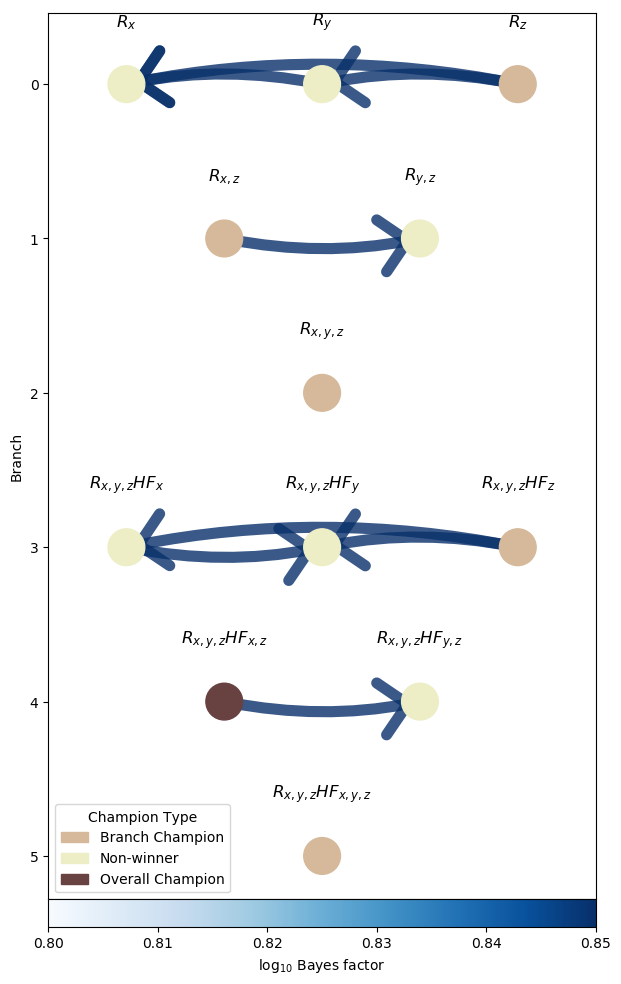 R_x R_y R_z
0
R_{x,z} R_{y,z}
1
R_{x,y,z}
2
R_{x,y,z}HF_x R_{x,y,z}HF_y R_{x,y,z}HF_z
3
R_{x,y,z}HF_{x,z} R_{x,y,z}HF_{y,z}
4
R_{x,y,z}HF_{x,y,z}
5
Branch
Champion Type
Branch Champion
Non-winner
Overall Champion
0.80 0.81 0.82 0.83 0.84 0.85
log_{10} Bayes factor